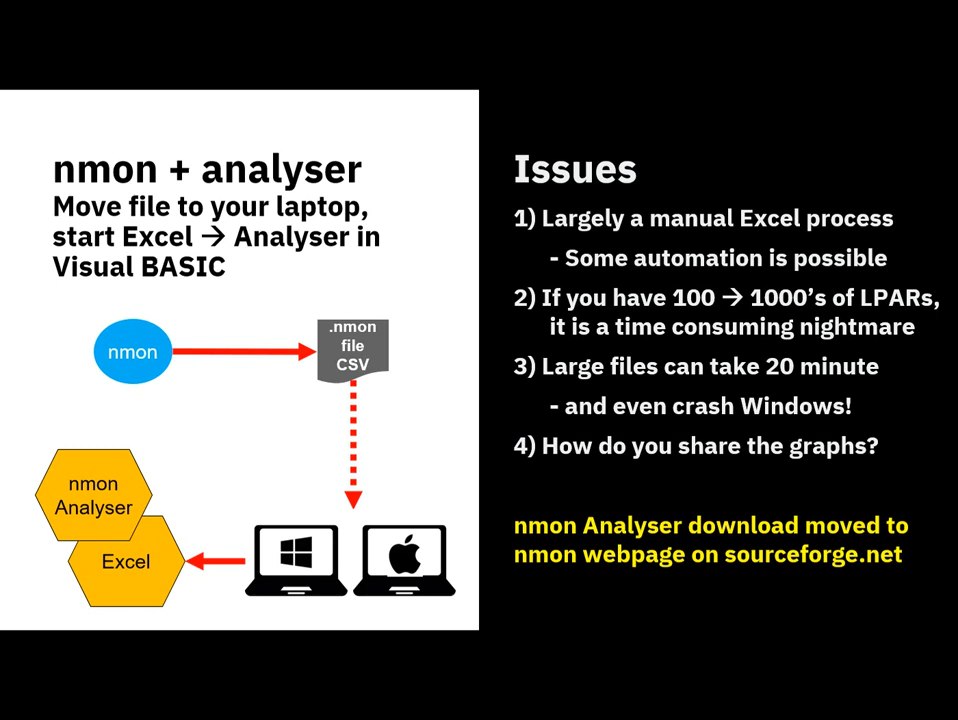 nmon + analyser
Move file to your laptop,
start Excel → Analyser in
Visual BASIC
nmon
.nmon
file
CSV
nmon
Analyser
Excel
Issues
1) Largely a manual Excel process
- Some automation is possible
2) If you have 100 → 1000’s of LPARs,
it is a time consuming nightmare
3) Large files can take 20 minute
- and even crash Windows!
4) How do you share the graphs?
nmon Analyser download moved to
nmon webpage on sourceforge.net